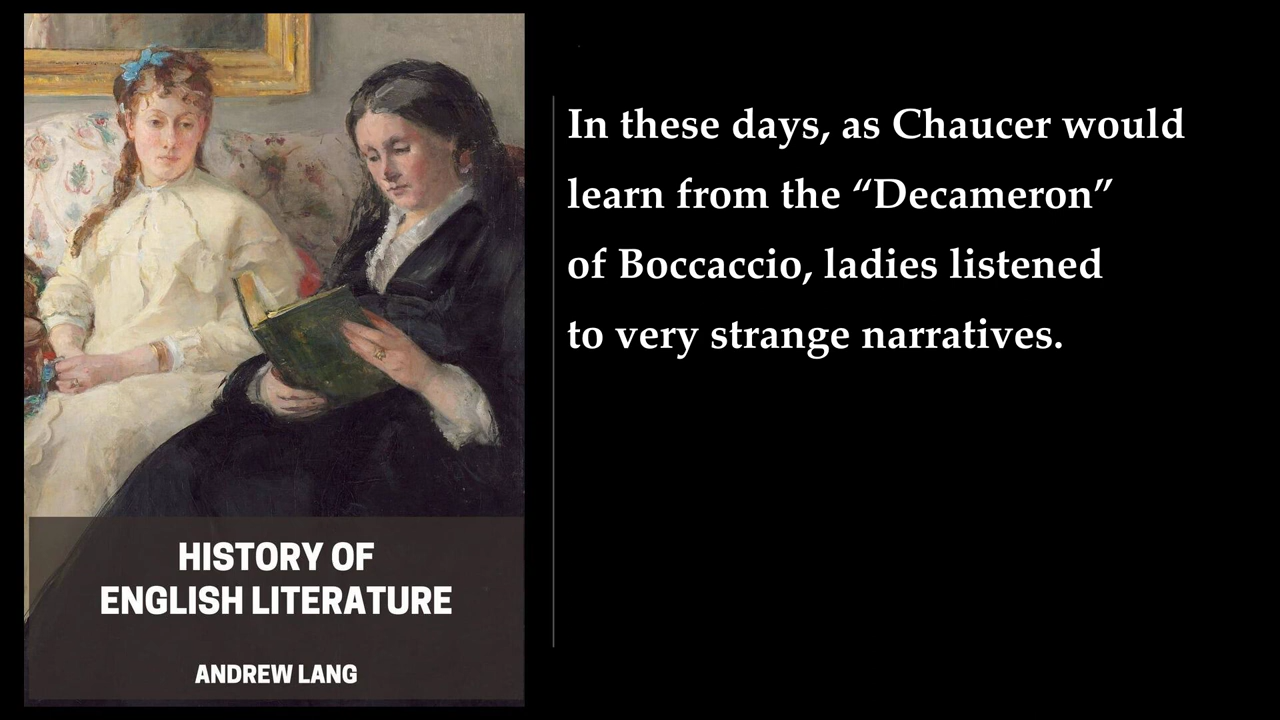 HISTORY OF
ENGLISH LITERATURE
ANDREW LANG
In these days, as Chaucer would
learn from the “Decameron”
of Boccaccio, ladies listened
to very strange narratives.